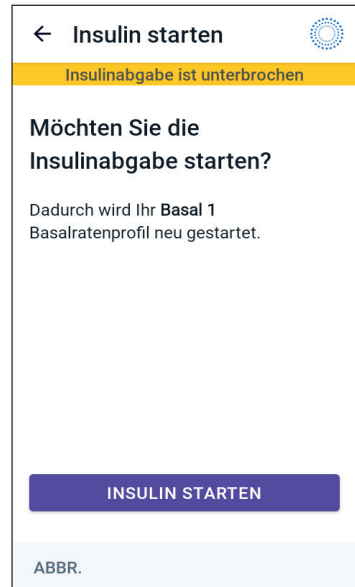 Insulin starten
Insulinabgabe ist unterbrochen
Möchten Sie die
Insulinabgabe starten?
Dadurch wird Ihr Basal 1
Basalratenprofil neu gestartet.
INSULIN STARTEN
ABBR.